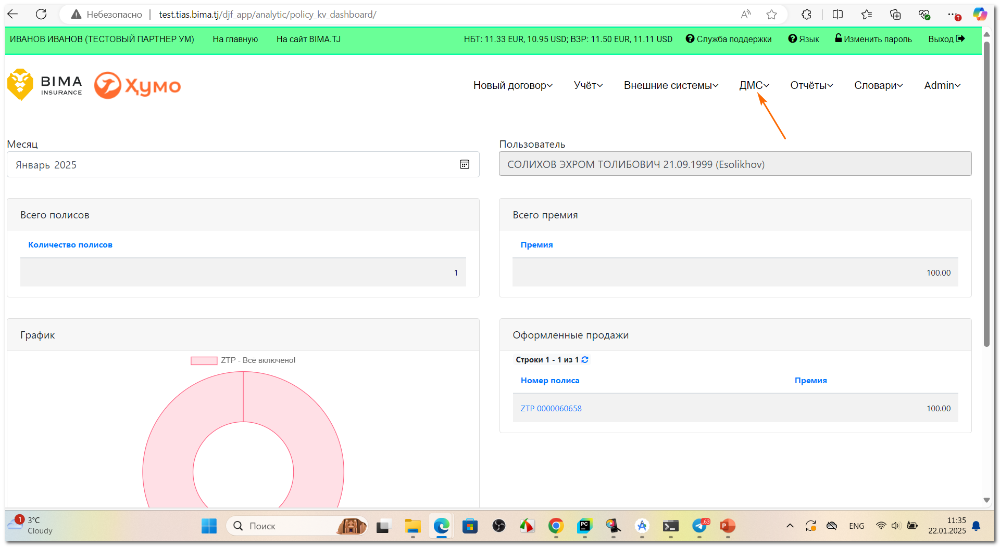 Небезопасно | test.tias.bima.tj/djf_app/analytic/policy_kv_dashboard/
ИВАНОВ ИВАНОВ (ТЕСТОВЫЙ ПАРТНЕР УМ) На главную На сайт BIMA.TJ НБТ: 11.33 EUR, 10.95 USD; ВЗР: 11.50 EUR, 11.11 USD Служба поддержки Язык Изменить пароль Выход
BIMA INSURANCE Ҳумо Новый договор Учёт Внешние системы ДМС Отчёты Словари Admin
Месяц Пользователь
Январь 2025 СОЛИХОВ ЭХРОМ ТОЛИБОВИЧ 21.09.1999 (Esolikhov)
Всего полисов Всего премия
Количество полисов Премия
1 100.00
График Оформленные продажи
ZTP - Всё включено! Строки 1 - 1 из 1
Номер полиса Премия
ZTP 0000060658 100.00
1 3°C Поиск PC 63 P ENG 11:35
Cloudy 22.01.2025